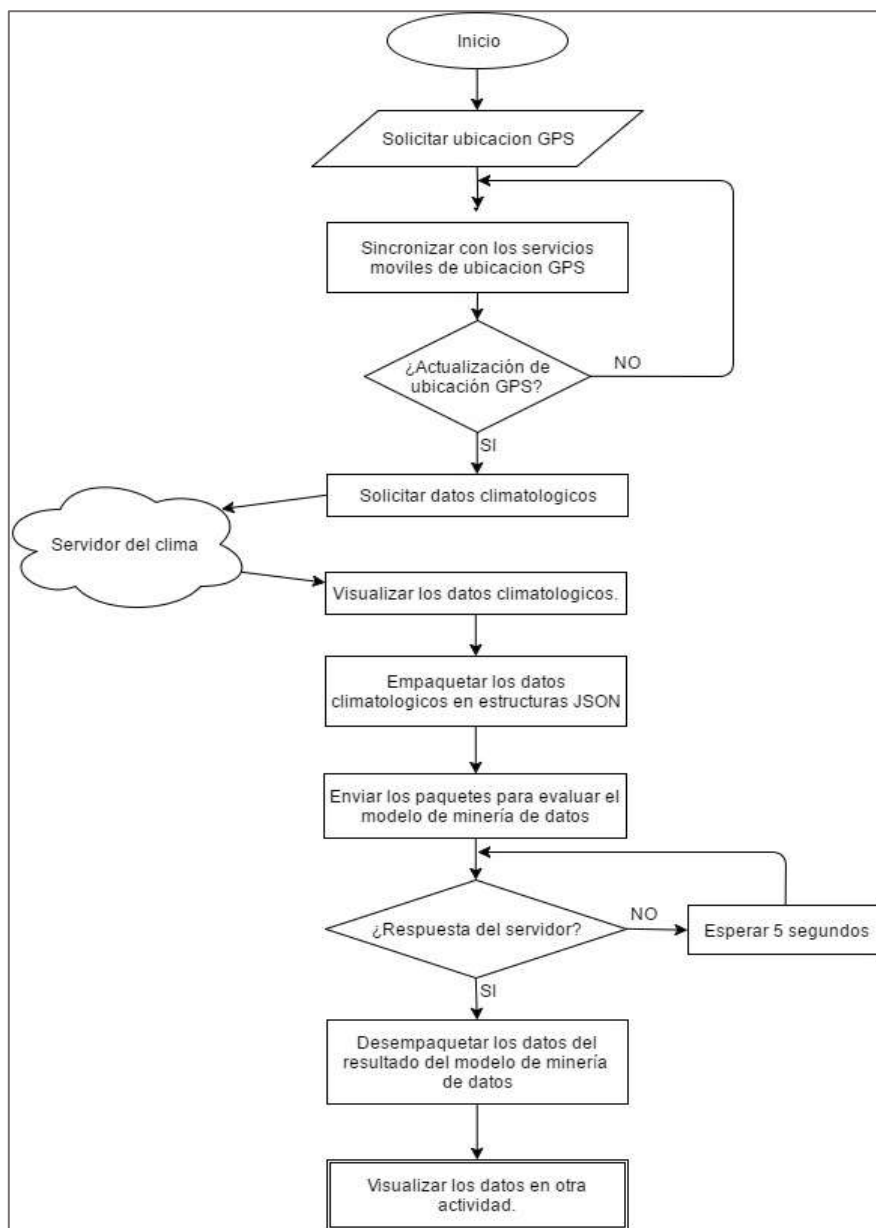 Inicio
Solicitar ubicacion GPS
Sincronizar con los servicios
moviles de ubicacion GPS
¿Actualización de
ubicación GPS?
NO
SI
Solicitar datos climatologicos
Servidor del clima
Visualizar los datos climatologicos.
Empaquetar los datos
climatologicos en estructuras JSON
Enviar los paquetes para evaluar el
modelo de minería de datos
¿Respuesta del servidor?
NO
Esperar 5 segundos
SI
Desempaquetar los datos del
resultado del modelo de minería
de datos
Visualizar los datos en otra
actividad.